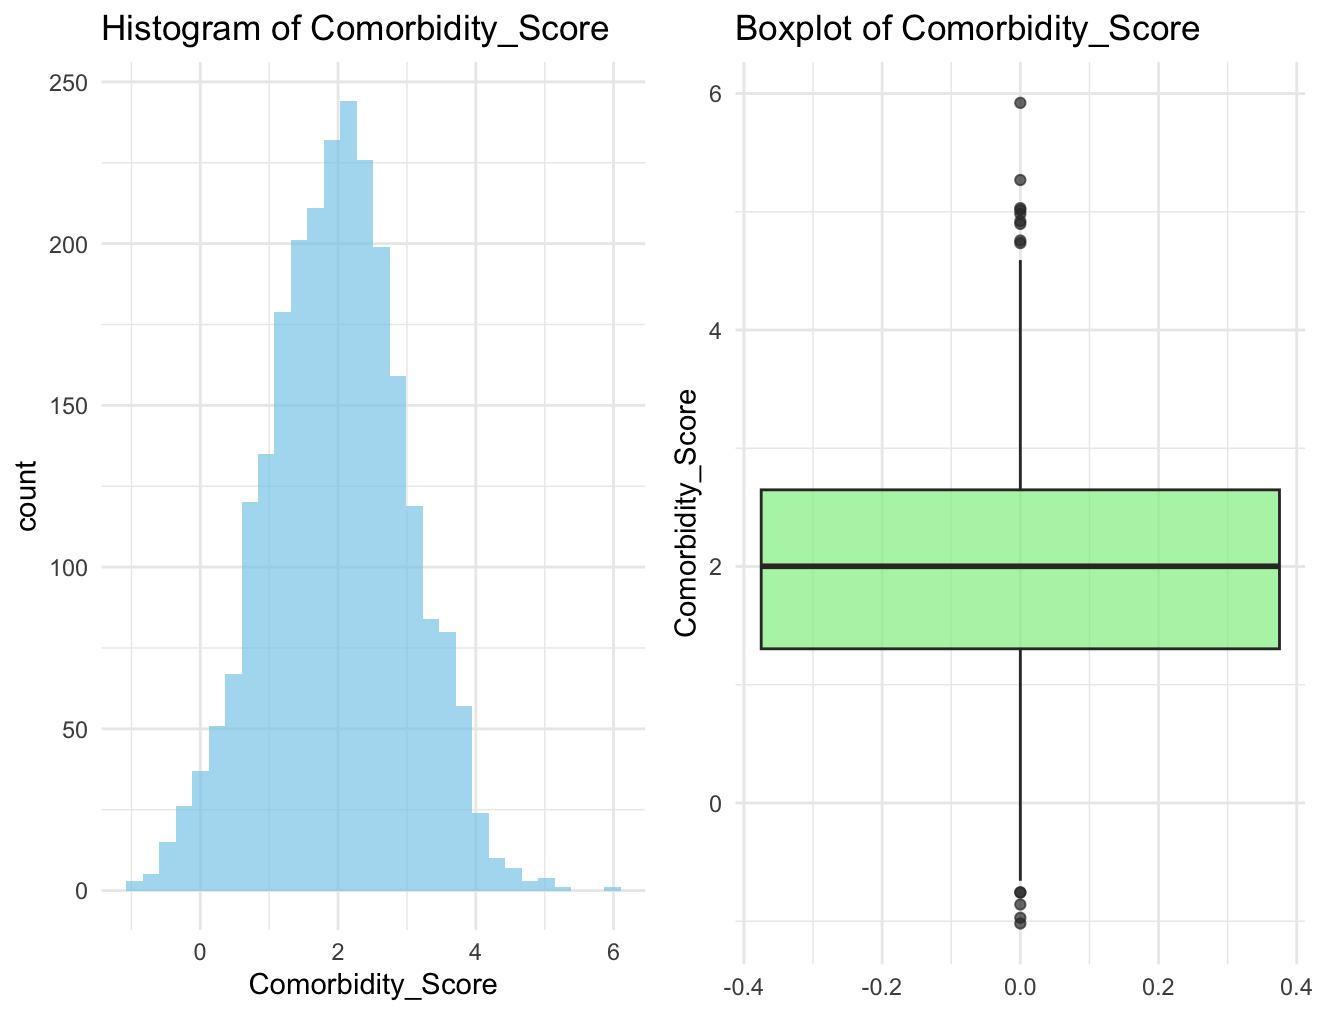 Histogram of Comorbidity_Score
250
200
150
100
50
0
count
0 2 4 6
Comorbidity_Score
Boxplot of Comorbidity_Score
6
4
2
0
Comorbidity_Score
-0.4 -0.2 0.0 0.2 0.4